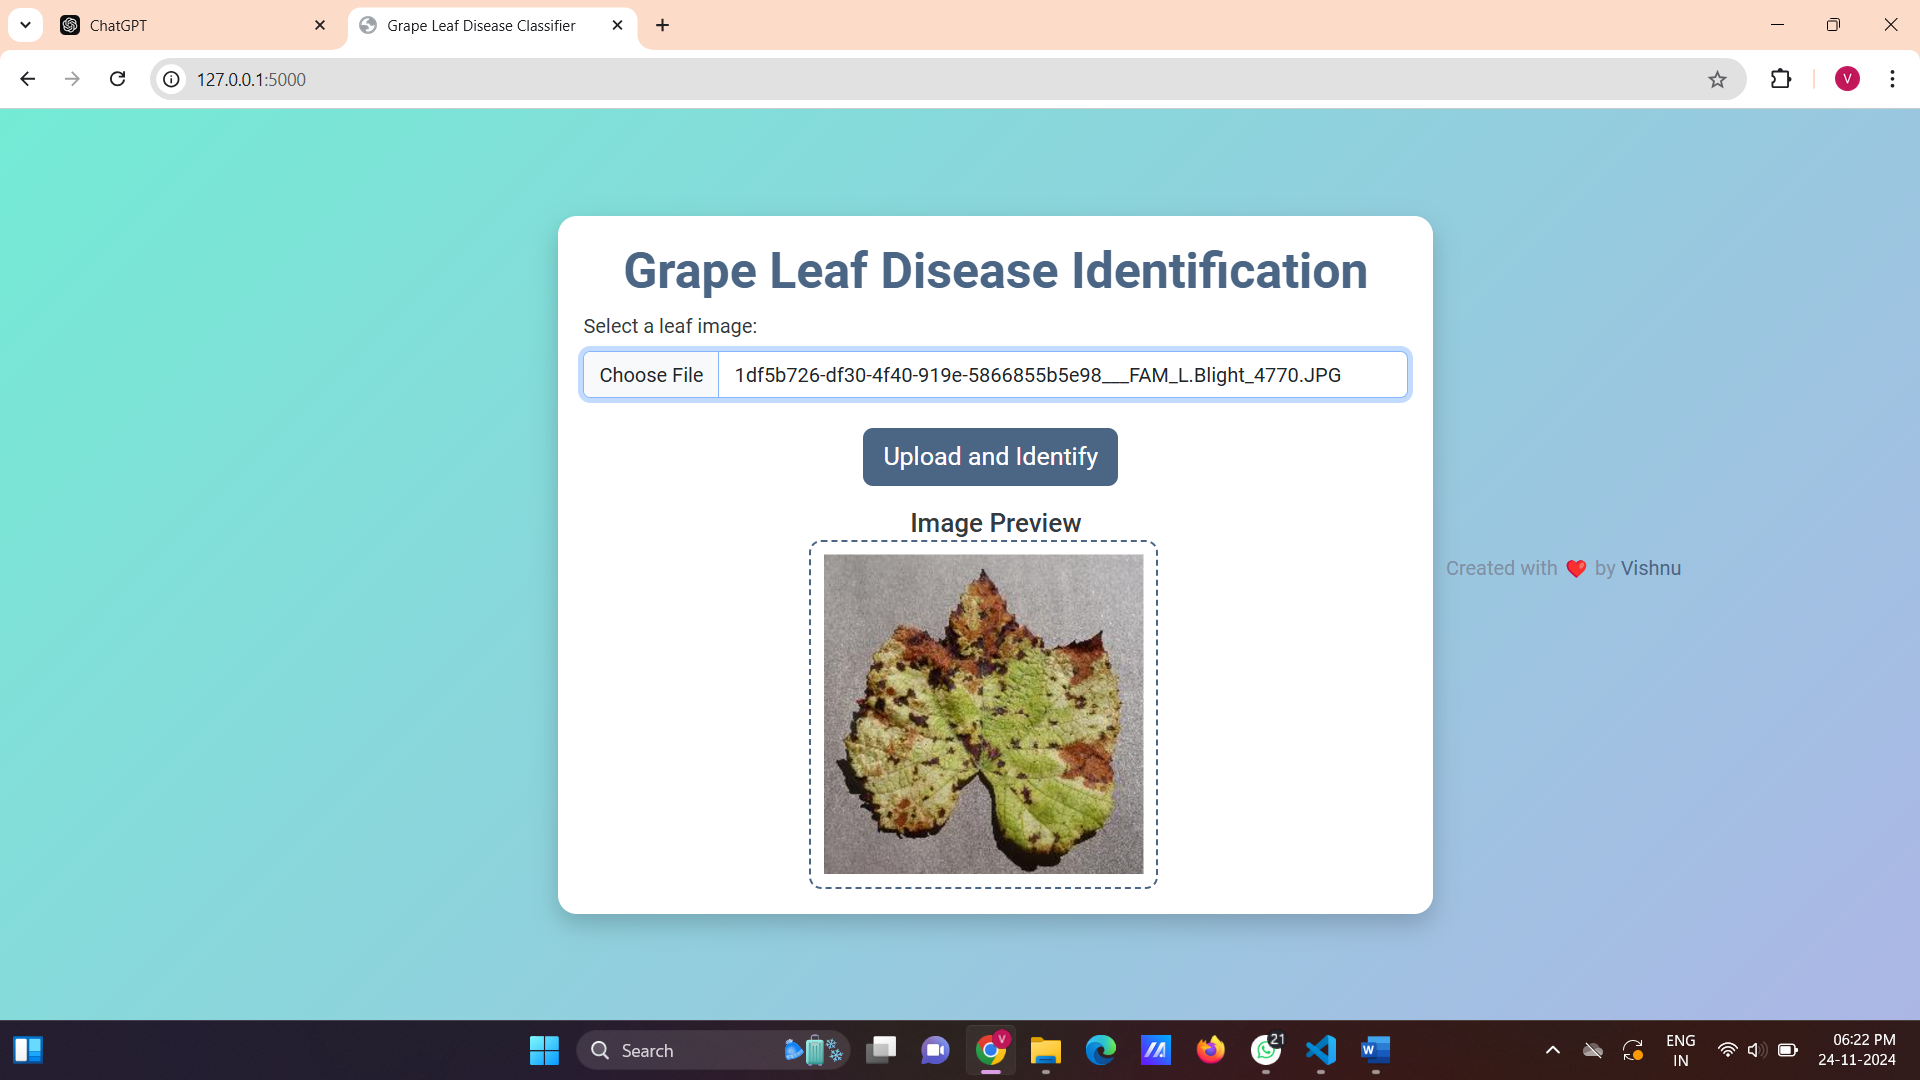 ChatGPT
Grape Leaf Disease Classifier
127.0.0.1:5000
V
Grape Leaf Disease Identification
Select a leaf image:
Choose File 1df5b726-df30-4f40-919e-5866855b5e98___FAM_L.Blight_4770.JPG
Upload and Identify
Image Preview
Created with ❤️ by Vishnu
Search
V
21
W
ENG
IN
06:22 PM
24-11-2024